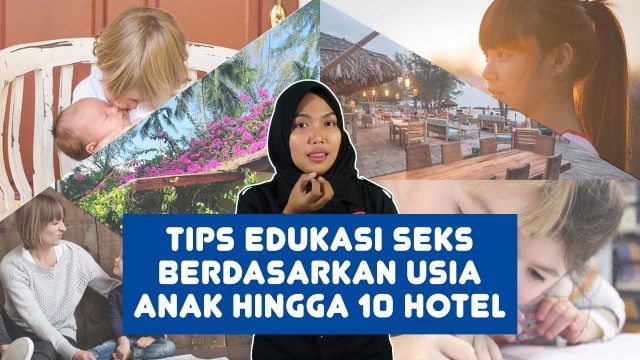 TIPS EDUKASI SEKS
BERDASARKAN USIA
ANAK HINGGA 10 HOTEL